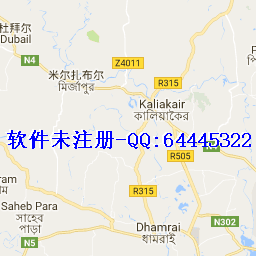 杜拜尔
Dubail
N4
Z4011
米尔扎布尔
মির্জাপুর
R315
Kaliakair
কালিয়াকৈর
软件未注册-QQ:64445322
R505
R315
Saheb Para
সাহেব
পাড়া
N5
N302
Dhamrai
ধামরাই